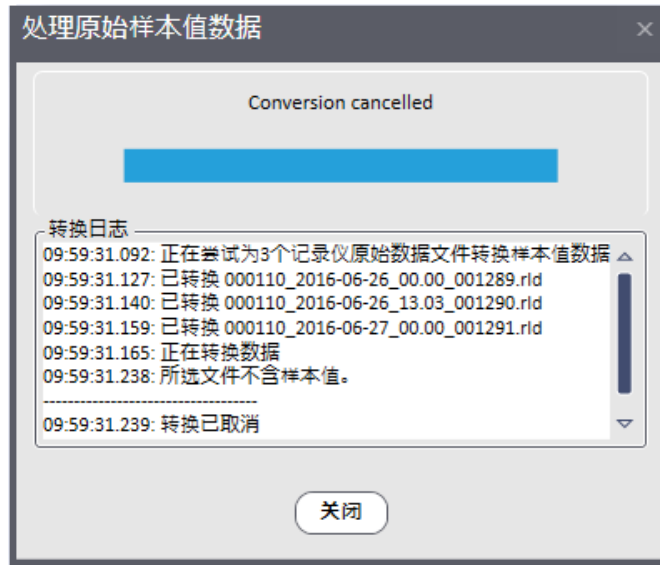 处理原始样本值数据
Conversion cancelled
转换日志
09:59:31.092: 正在尝试为3个记录仪原始数据文件转换样本值数据
09:59:31.127: 已转换 000110_2016-06-26_00.00_001289.rld
09:59:31.140: 已转换 000110_2016-06-26_13.03_001290.rld
09:59:31.159: 已转换 000110_2016-06-27_00.00_001291.rld
09:59:31.165: 正在转换数据
09:59:31.238: 所选文件不含样本值。
-----------------------------------
09:59:31.239: 转换已取消
关闭